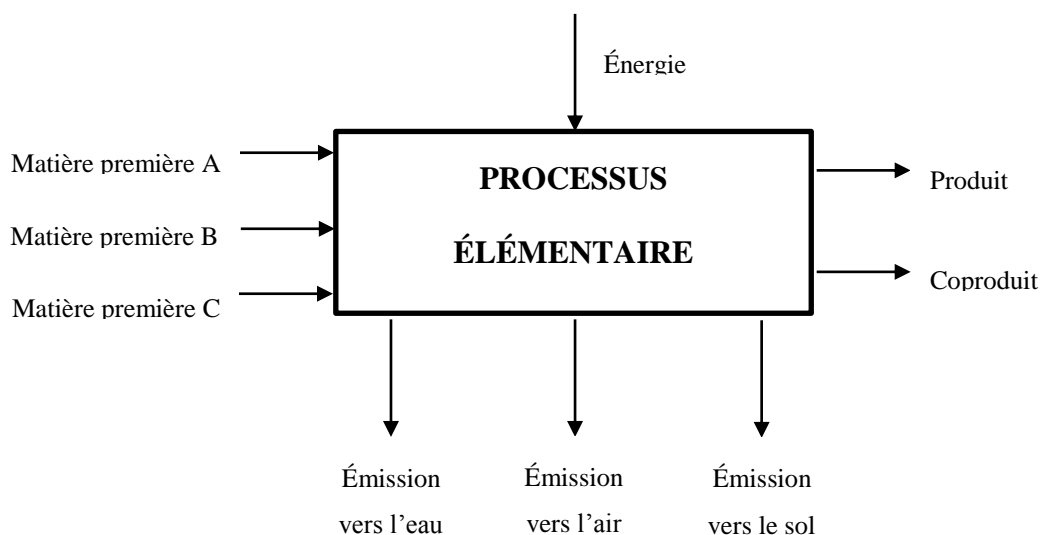 Énergie
Matière première A
Matière première B
Matière première C
PROCESSUS
ÉLÉMENTAIRE
Produit
Coproduit
Émission
vers l’eau
Émission
vers l’air
Émission
vers le sol